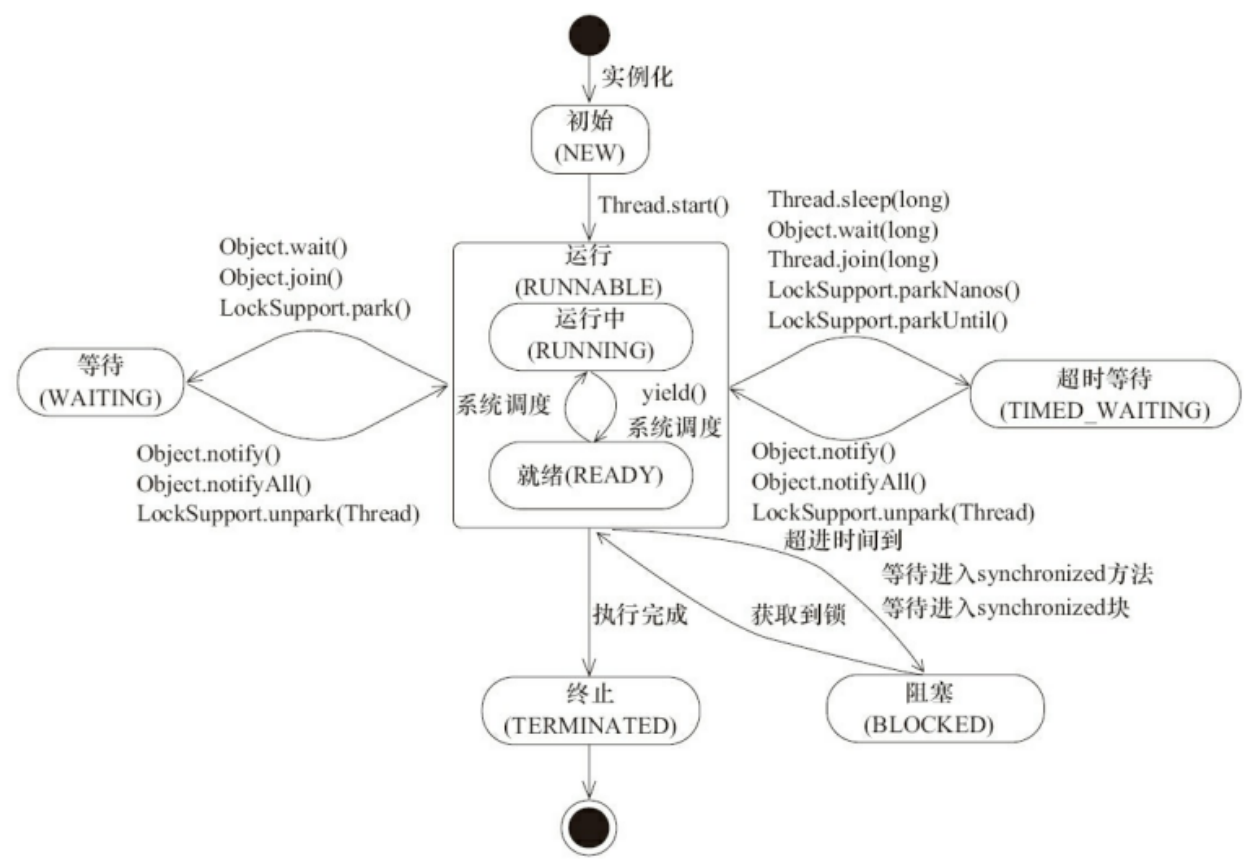 实例化
初始
(NEW)
Thread.start()
Object.wait()
Object.join()
LockSupport.park()
Thread.sleep(long)
Object.wait(long)
Thread.join(long)
LockSupport.parkNanos()
LockSupport.parkUntil()
运行
(RUNNABLE)
运行中
(RUNNING)
等待
(WAITING)
超时等待
(TIMED_WAITING)
系统调度
yield()
系统调度
就绪(READY)
Object.notify()
Object.notifyAll()
LockSupport.unpark(Thread)
Object.notify()
Object.notifyAll()
LockSupport.unpark(Thread)
超进时间到
等待进入synchronized方法
等待进入synchronized块
执行完成
获取到锁
终止
(TERMINATED)
阻塞
(BLOCKED)